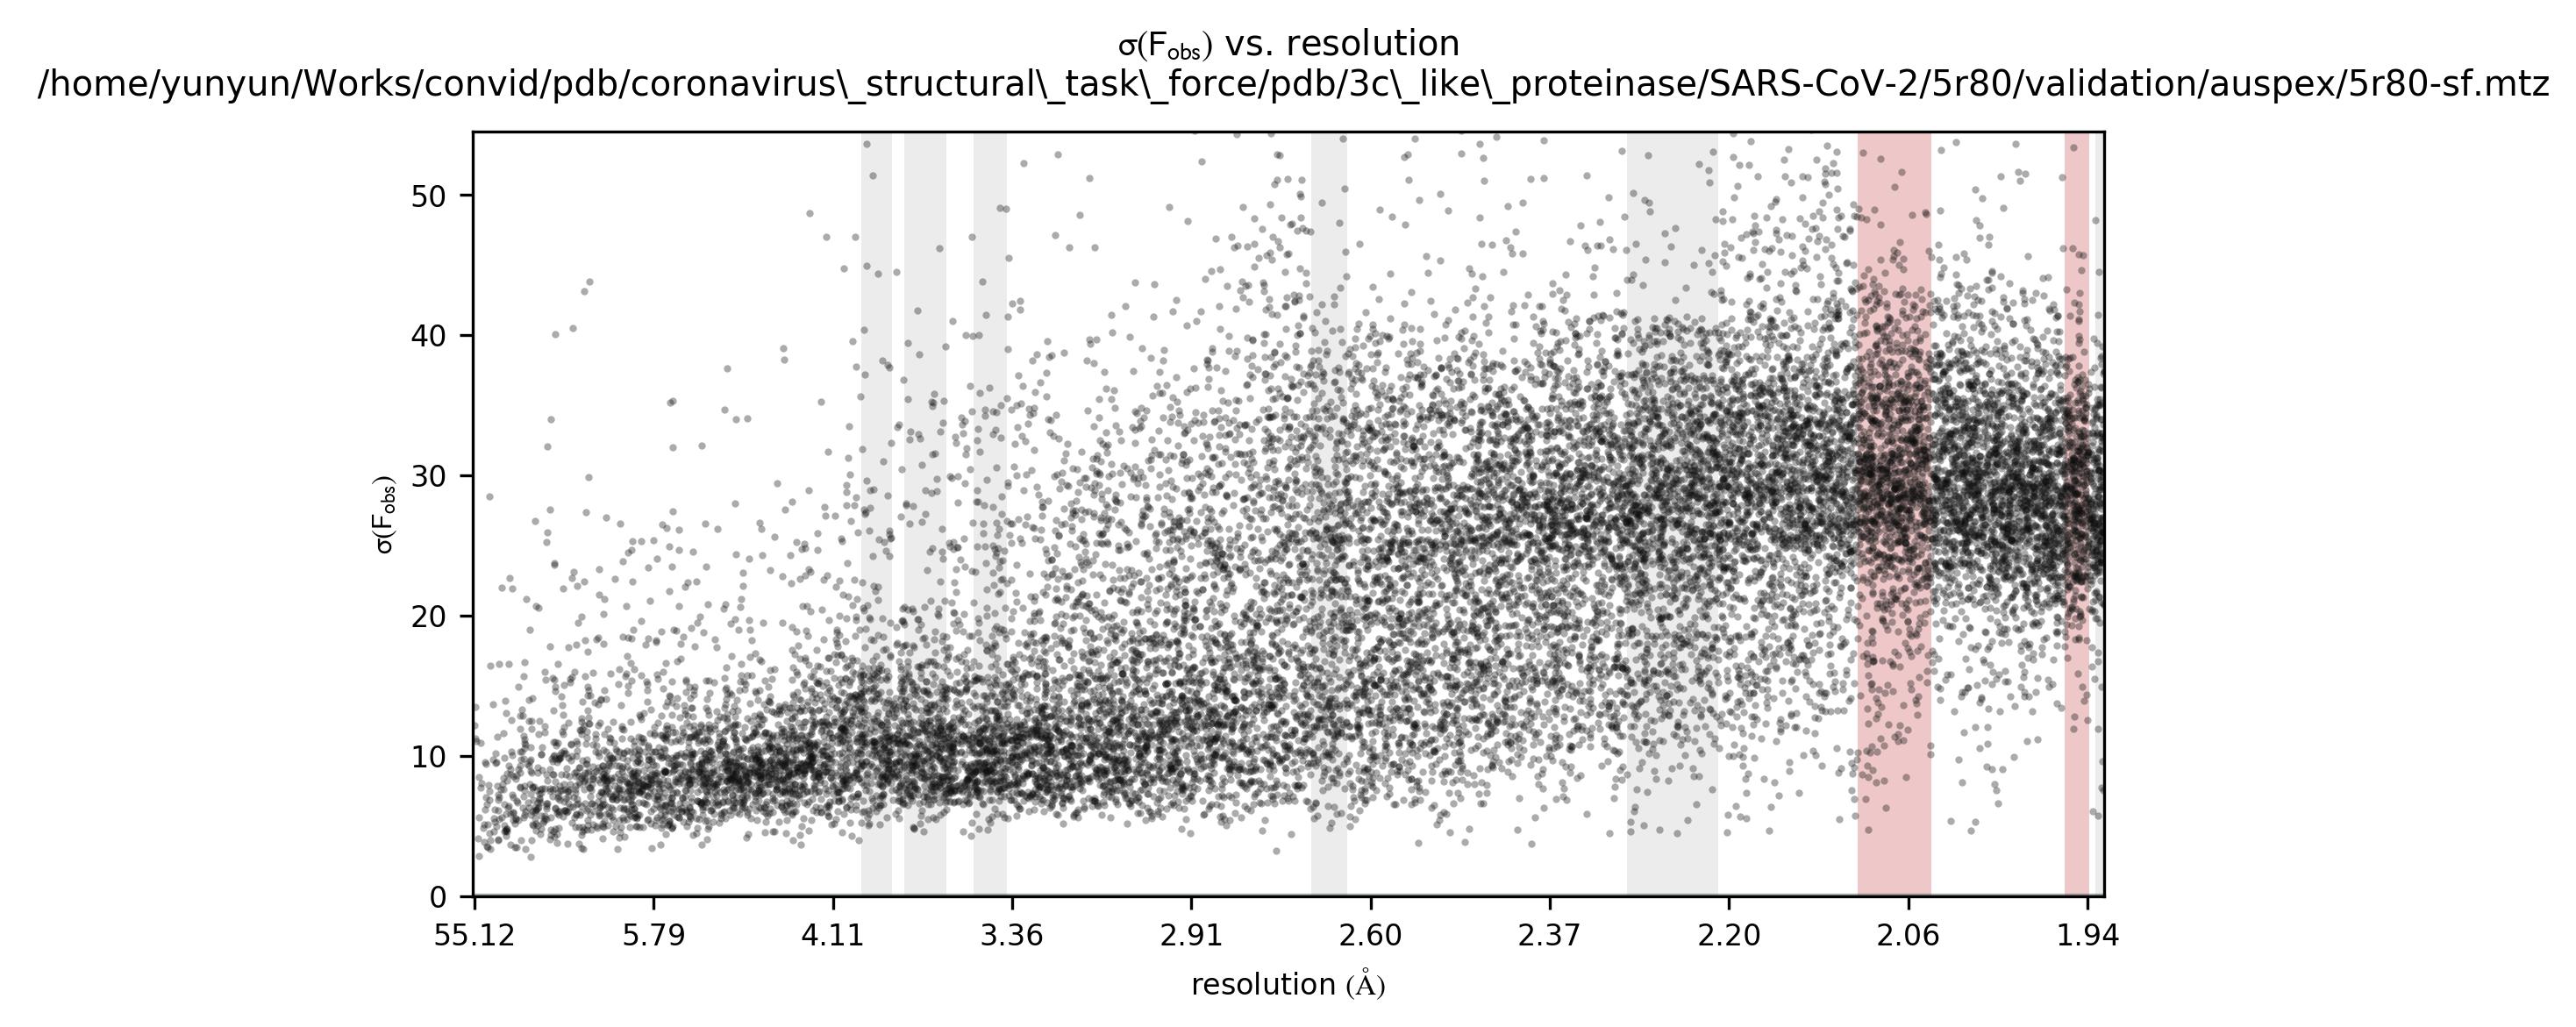 σ(Fobs) vs. resolution
/home/yunyun/Works/convid/pdb/coronavirus\_structural\_task\_force/pdb/3c\_like\_proteinase/SARS-CoV-2/5r80/validation/auspex/5r80-sf.mtz
50
40
30
20
10
0
σ(Fobs)
55.12 5.79 4.11 3.36 2.91 2.60 2.37 2.20 2.06 1.94
resolution (Å)